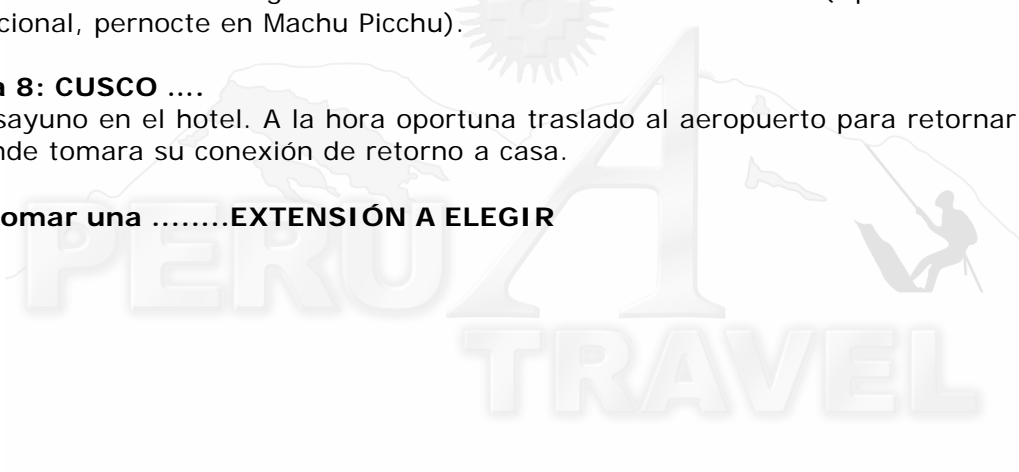 cional, pernocte en Machu Picchu).
a 8: CUSCO ....
sayuno en el hotel. A la hora oportuna traslado al aeropuerto para retornar
nde tomara su conexión de retorno a casa.
omar una ........EXTENSIÓN A ELEGIR
PERU A
TRAVEL